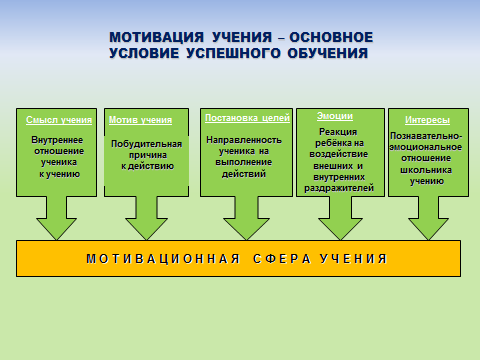 МОТИВАЦИЯ УЧЕНИЯ – ОСНОВНОЕ
УСЛОВИЕ УСПЕШНОГО ОБУЧЕНИЯ
Смысл учения
Внутреннее
отношение
ученика
к учению
Мотив учения
Побудительная
причина
к действию
Постановка целей
Направленность
ученика на
выполнение
действий
Эмоции
Реакция
ребёнка на
воздействие
внешних и
внутренних
раздражителей
Интересы
Познавательно-
эмоциональное
отношение
школьника
учению
МОТИВАЦИОННАЯ СФЕРА УЧЕНИЯ